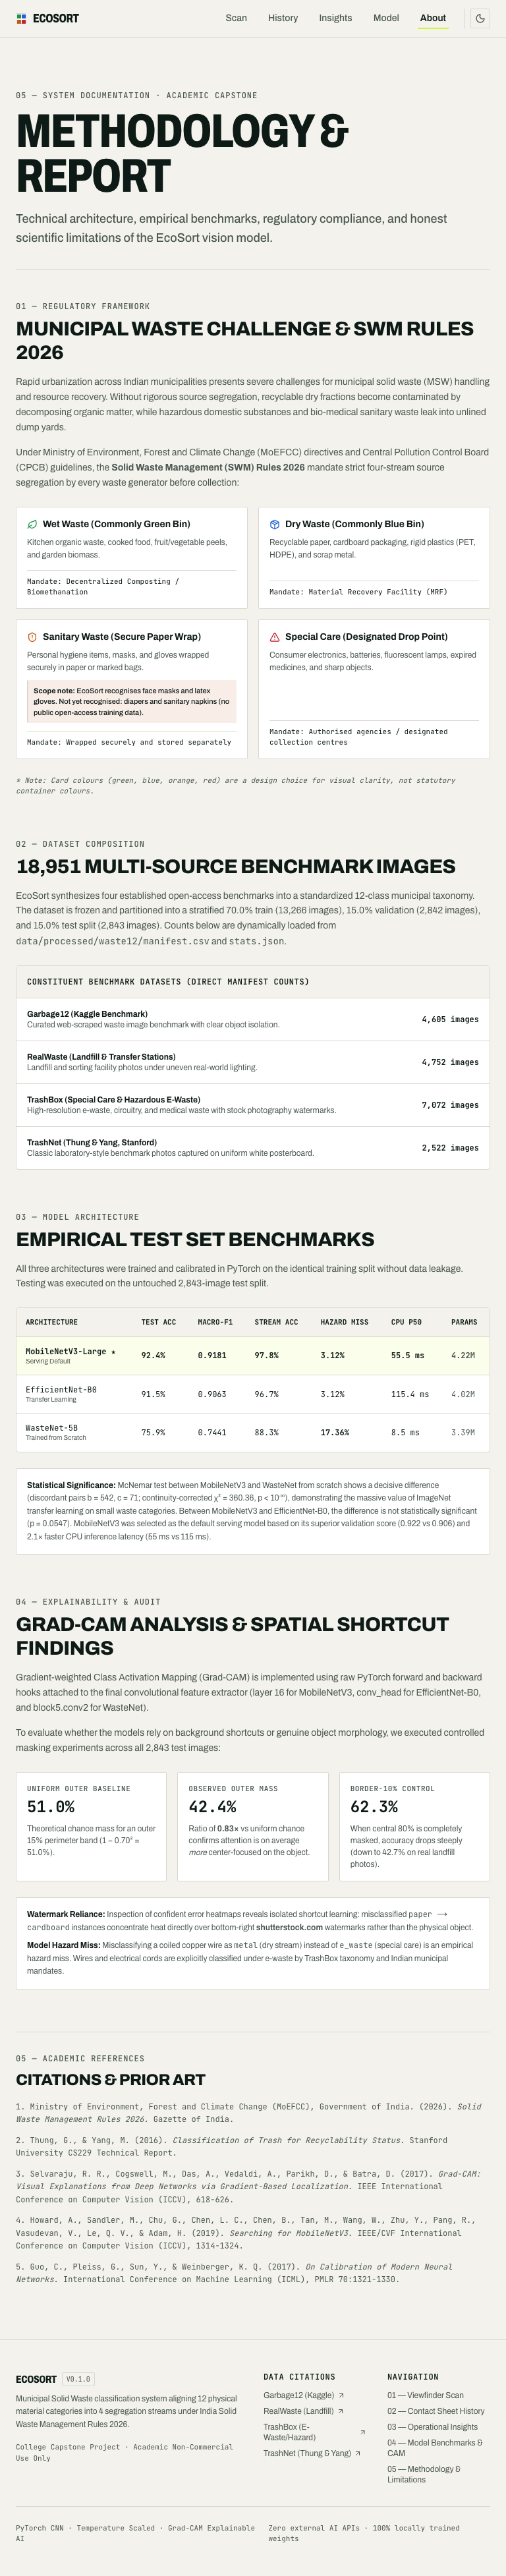 ECOSORT
Scan History Insights Model About
05 — SYSTEM DOCUMENTATION · ACADEMIC CAPSTONE
METHODOLOGY &
REPORT
Technical architecture, empirical benchmarks, regulatory compliance, and honest
scientific limitations of the EcoSort vision model.
01 — REGULATORY FRAMEWORK
MUNICIPAL WASTE CHALLENGE & SWM RULES
2026
Rapid urbanization across Indian municipalities presents severe challenges for municipal solid waste (MSW) handling
and resource recovery. Without rigorous source segregation, recyclable dry fractions become contaminated by
decomposing organic matter, while hazardous domestic substances and bio-medical sanitary waste leak into unlined
dump yards.
Under Ministry of Environment, Forest and Climate Change (MoEFCC) directives and Central Pollution Control Board
(CPCB) guidelines, the Solid Waste Management (SWM) Rules 2026 mandate strict four-stream source
segregation by every waste generator before collection:
Wet Waste (Commonly Green Bin)
Kitchen organic waste, cooked food, fruit/vegetable peels,
and garden biomass.
Mandate: Decentralized Composting /
Biomethanation
Dry Waste (Commonly Blue Bin)
Recyclable paper, cardboard packaging, rigid plastics (PET,
HDPE), and scrap metal.
Mandate: Material Recovery Facility (MRF)
Sanitary Waste (Secure Paper Wrap)
Personal hygiene items, masks, and gloves wrapped
securely in paper or marked bags.
Scope note: EcoSort recognises face masks and latex
gloves. Not yet recognised: diapers and sanitary napkins (no
public open-access training data).
Mandate: Wrapped securely and stored separately
Special Care (Designated Drop Point)
Consumer electronics, batteries, fluorescent lamps, expired
medicines, and sharp objects.
Mandate: Authorised agencies / designated
collection centres
* Note: Card colours (green, blue, orange, red) are a design choice for visual clarity, not statutory
container colours.
02 — DATASET COMPOSITION
18,951 MULTI-SOURCE BENCHMARK IMAGES
EcoSort synthesizes four established open-access benchmarks into a standardized 12-class municipal taxonomy.
The dataset is frozen and partitioned into a stratified 70.0% train (13,266 images), 15.0% validation (2,842 images),
and 15.0% test split (2,843 images). Counts below are dynamically loaded from
data/processed/waste12/manifest.csv and stats.json.
CONSTITUENT BENCHMARK DATASETS (DIRECT MANIFEST COUNTS)
Garbage12 (Kaggle Benchmark)
Curated web-scraped waste image benchmark with clear object isolation.
4,605 images
RealWaste (Landfill & Transfer Stations)
Landfill and sorting facility photos under uneven real-world lighting.
4,752 images
TrashBox (Special Care & Hazardous E-Waste)
High-resolution e-waste, circuitry, and medical waste with stock photography watermarks.
7,072 images
TrashNet (Thung & Yang, Stanford)
Classic laboratory-style benchmark photos captured on uniform white posterboard.
2,522 images
03 — MODEL ARCHITECTURE
EMPIRICAL TEST SET BENCHMARKS
All three architectures were trained and calibrated in PyTorch on the identical training split without data leakage.
Testing was executed on the untouched 2,843-image test split.
ARCHITECTURE TEST ACC MACRO-F1 STREAM ACC HAZARD MISS CPU P50 PARAMS
MobileNetV3-Large ★ 92.4% 0.9181 97.8% 3.12% 55.5 ms 4.22M
Serving Default
EfficientNet-B0 91.5% 0.9063 96.7% 3.12% 115.4 ms 4.02M
Transfer Learning
WasteNet-5B 75.9% 0.7441 88.3% 17.36% 8.5 ms 3.39M
Trained from Scratch
Statistical Significance: McNemar test between MobileNetV3 and WasteNet from scratch shows a decisive difference
(discordant pairs b = 542, c = 71; continuity-corrected χ² = 360.36, p < 10
), demonstrating the massive value of ImageNet
transfer learning on small waste categories. Between MobileNetV3 and EfficientNet-B0, the difference is not statistically significant
(p = 0.0547). MobileNetV3 was selected as the default serving model based on its superior validation score (0.922 vs 0.906) and
2.1× faster CPU inference latency (55 ms vs 115 ms).
04 — EXPLAINABILITY & AUDIT
GRAD-CAM ANALYSIS & SPATIAL SHORTCUT
FINDINGS
Gradient-weighted Class Activation Mapping (Grad-CAM) is implemented using raw PyTorch forward and backward
hooks attached to the final convolutional feature extractor (layer 16 for MobileNetV3, conv_head for EfficientNet-B0,
and block5.conv2 for WasteNet).
To evaluate whether the models rely on background shortcuts or genuine object morphology, we executed controlled
masking experiments across all 2,843 test images:
UNIFORM OUTER BASELINE
51.0%
Theoretical chance mass for an outer
15% perimeter band (1 − 0.70² =
51.0%).
OBSERVED OUTER MASS
42.4%
Ratio of 0.83× vs uniform chance
confirms attention is on average
more center-focused on the object.
BORDER-10% CONTROL
62.3%
When central 80% is completely
masked, accuracy drops steeply
(down to 42.7% on real landfill
photos).
Watermark Reliance: Inspection of confident error heatmaps reveals isolated shortcut learning: misclassified paper ⟶
cardboard instances concentrate heat directly over bottom-right shutterstock.com watermarks rather than the physical object.
Model Hazard Miss: Misclassifying a coiled copper wire as metal (dry stream) instead of e_waste (special care) is an empirical
hazard miss. Wires and electrical cords are explicitly classified under e-waste by TrashBox taxonomy and Indian municipal
mandates.
05 — ACADEMIC REFERENCES
CITATIONS & PRIOR ART
1. Ministry of Environment, Forest and Climate Change (MoEFCC), Government of India. (2026). Solid
Waste Management Rules 2026. Gazette of India.
2. Thung, G., & Yang, M. (2016). Classification of Trash for Recyclability Status. Stanford
University CS229 Technical Report.
3. Selvaraju, R. R., Cogswell, M., Das, A., Vedaldi, A., Parikh, D., & Batra, D. (2017). Grad-CAM:
Visual Explanations from Deep Networks via Gradient-Based Localization. IEEE International
Conference on Computer Vision (ICCV), 618-626.
4. Howard, A., Sandler, M., Chu, G., Chen, L. C., Chen, B., Tan, M., Wang, W., Zhu, Y., Pang, R.,
Vasudevan, V., Le, Q. V., & Adam, H. (2019). Searching for MobileNetV3. IEEE/CVF International
Conference on Computer Vision (ICCV), 1314-1324.
5. Guo, C., Pleiss, G., Sun, Y., & Weinberger, K. Q. (2017). On Calibration of Modern Neural
Networks. International Conference on Machine Learning (ICML), PMLR 70:1321-1330.
ECOSORT V0.1.0
Municipal Solid Waste classification system aligning 12 physical
material categories into 4 segregation streams under India Solid
Waste Management Rules 2026.
College Capstone Project · Academic Non-Commercial
Use Only
DATA CITATIONS
Garbage12 (Kaggle) ↗
RealWaste (Landfill) ↗
TrashBox (E-
Waste/Hazard) ↗
TrashNet (Thung & Yang) ↗
NAVIGATION
01 — Viewfinder Scan
02 — Contact Sheet History
03 — Operational Insights
04 — Model Benchmarks &
CAM
05 — Methodology &
Limitations
PyTorch CNN · Temperature Scaled · Grad-CAM Explainable
AI
Zero external AI APIs · 100% locally trained
weights